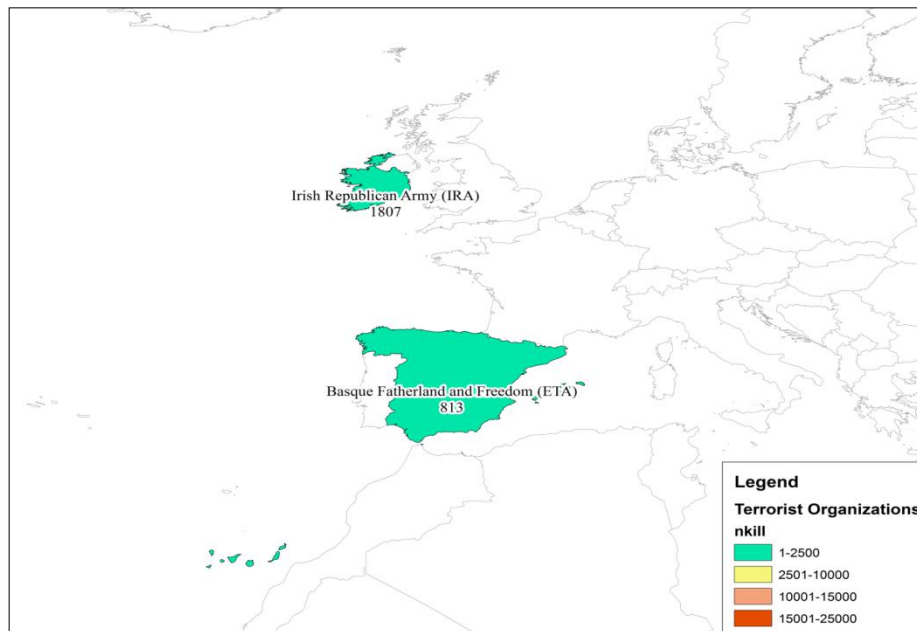 Irish Republican Army (IRA)
1807
Basque Fatherland and Freedom (ETA)
813
Legend
Terrorist Organizations
nkill
1-2500
2501-10000
10001-15000
15001-25000